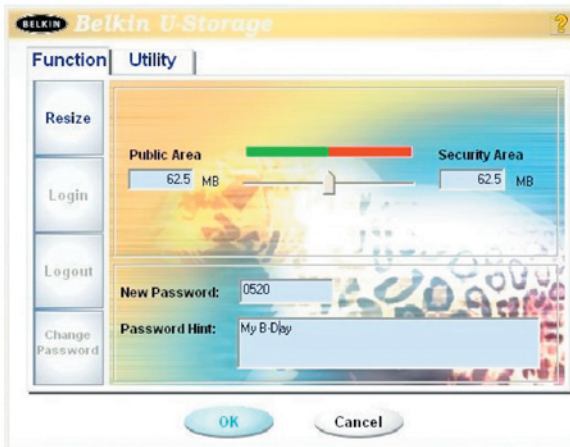 BELKIN Belkin U-Storage ?
Function Utility
Resize
Login
Logout
Change
Password
Public Area
62.5 MB
Security Area
62.5 MB
New Password: 0520
Password Hint: My B-Day
OK Cancel